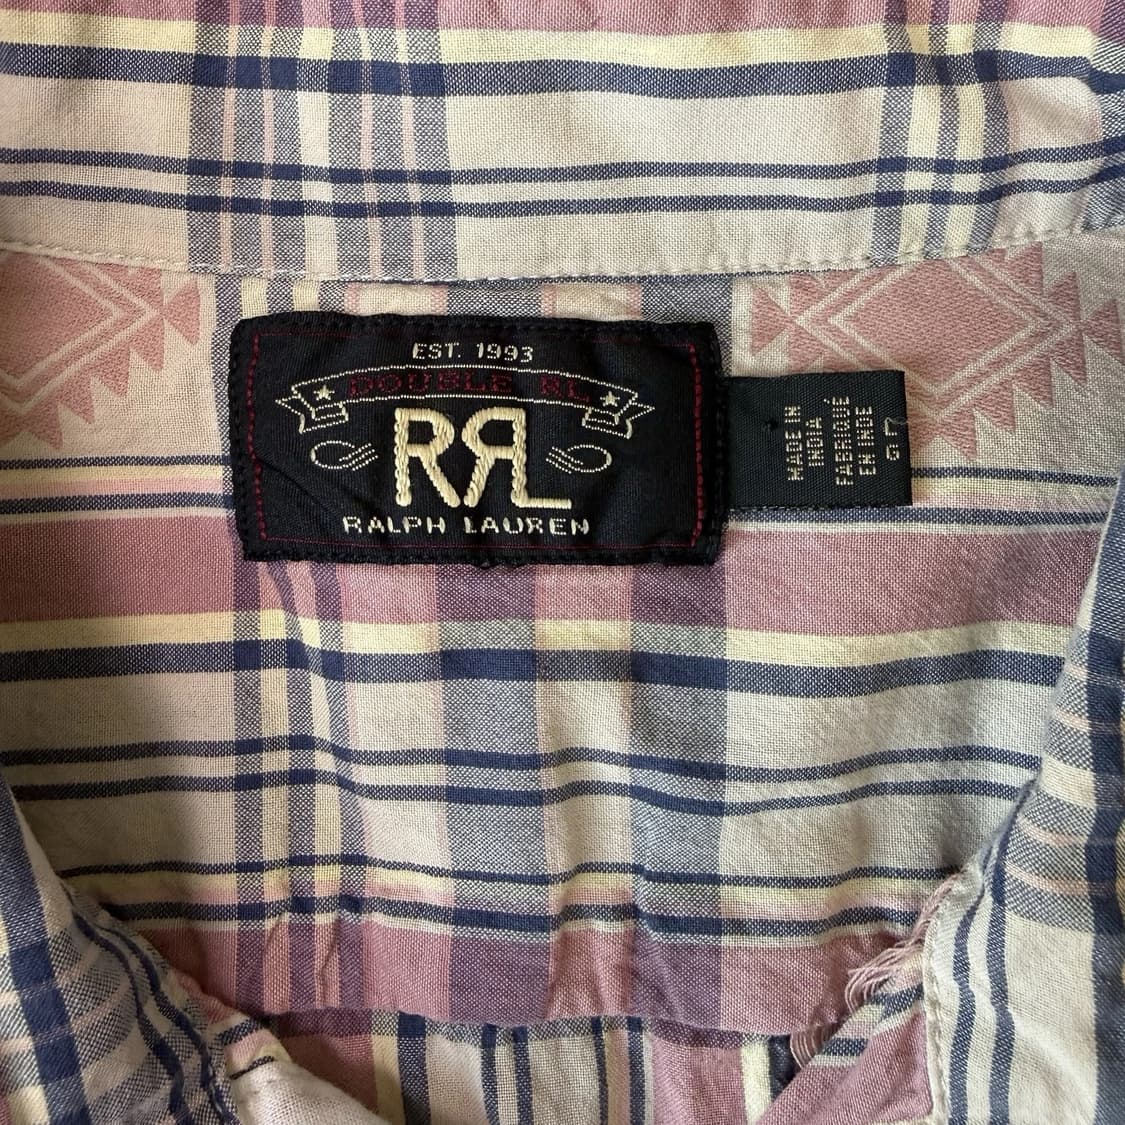 EST. 1993
DOUBLE RL
RRL
RALPH LAUREN
MADE IN
INDIA
FABRIQUÉ
EN INDE